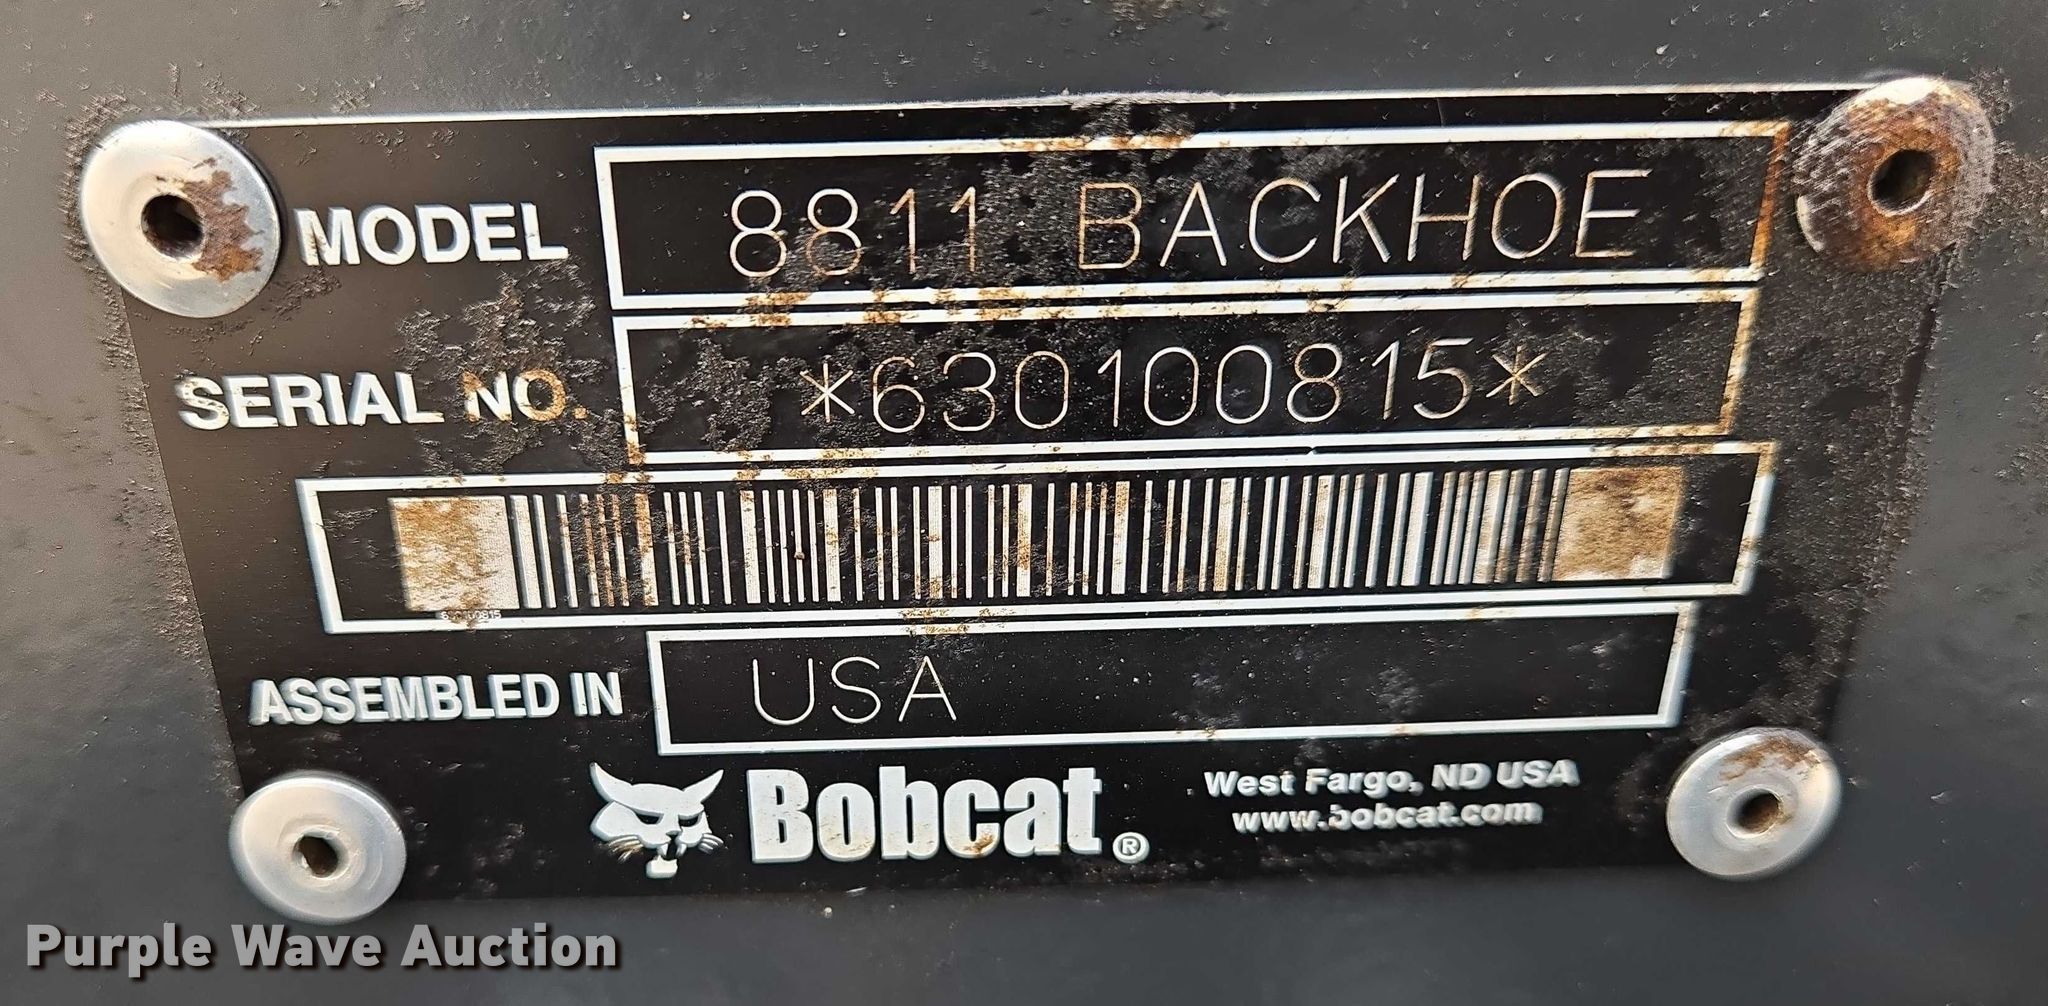 MODEL 8811 BACKHOE
SERIAL NO. *630100815*
630100815
ASSEMBLED IN USA
Bobcat®
West Fargo, ND USA
www.bobcat.com
Purple Wave Auction